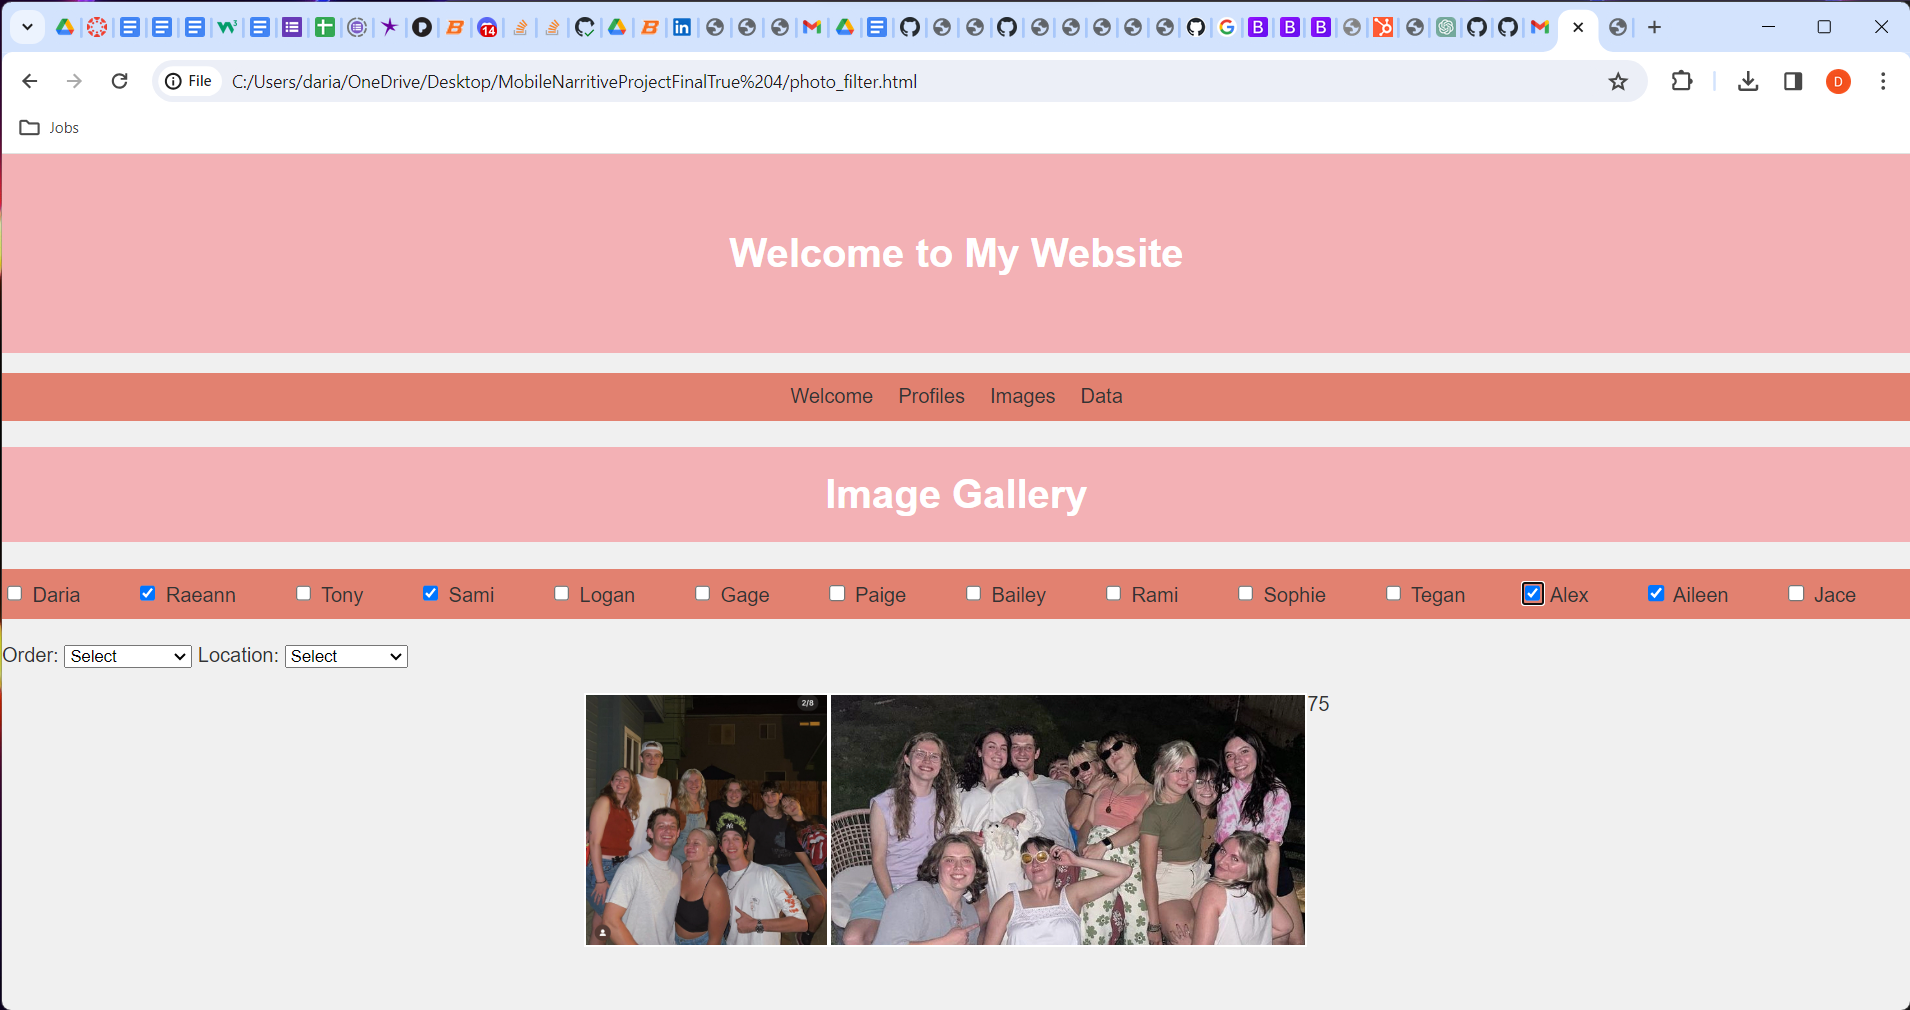 14
File C:/Users/daria/OneDrive/Desktop/MobileNarritiveProjectFinalTrue%204/photo_filter.html D
Jobs
Welcome to My Website
Welcome Profiles Images Data
Image Gallery
Daria Raeann Tony Sami Logan Gage Paige Bailey Rami Sophie Tegan Alex Aileen Jace
Order: Select Location: Select
2/8 75